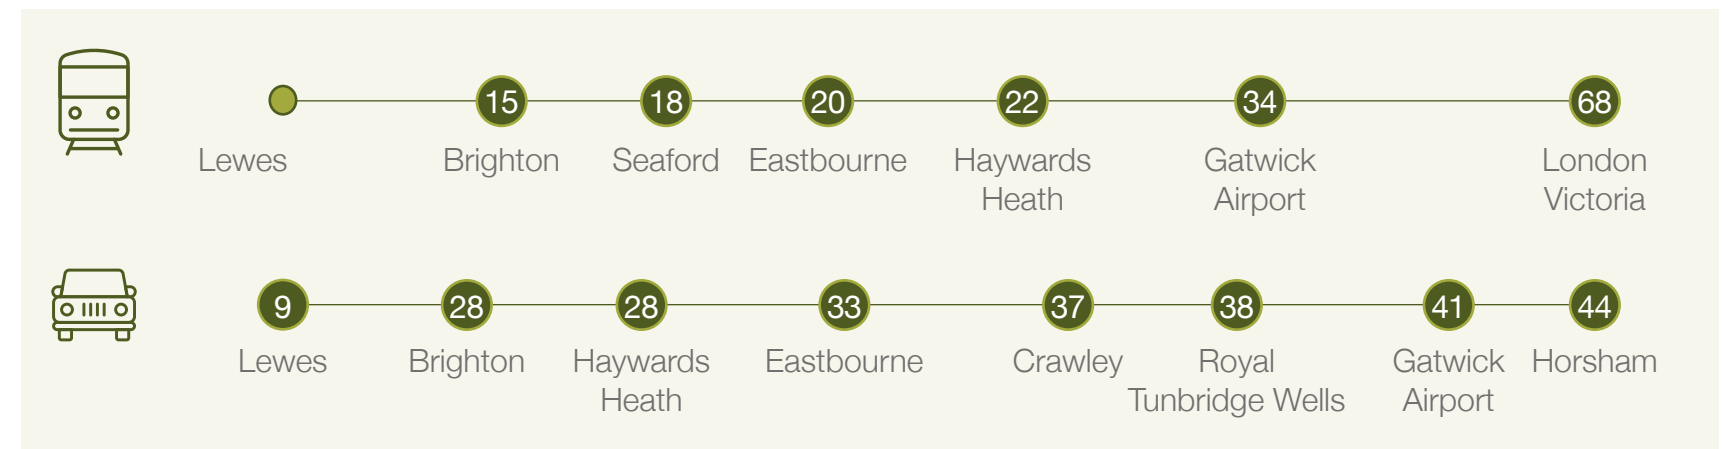 15 18 20 22 34 68
Lewes Brighton Seaford Eastbourne Haywards Gatwick London
Heath Airport Victoria
9 28 28 33 37 38 41 44
Lewes Brighton Haywards Eastbourne Crawley Royal Gatwick Horsham
Heath Tunbridge Wells Airport